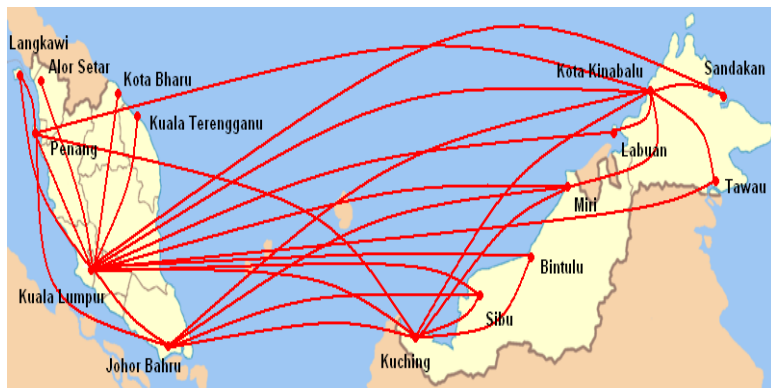 Langkawi
Alor Setar
Kota Bharu
Kuala Terengganu
Penang
Kuala Lumpur
Johor Bahru
Kota Kinabalu
Sandakan
Labuan
Miri
Tawau
Bintulu
Sibu
Kuching